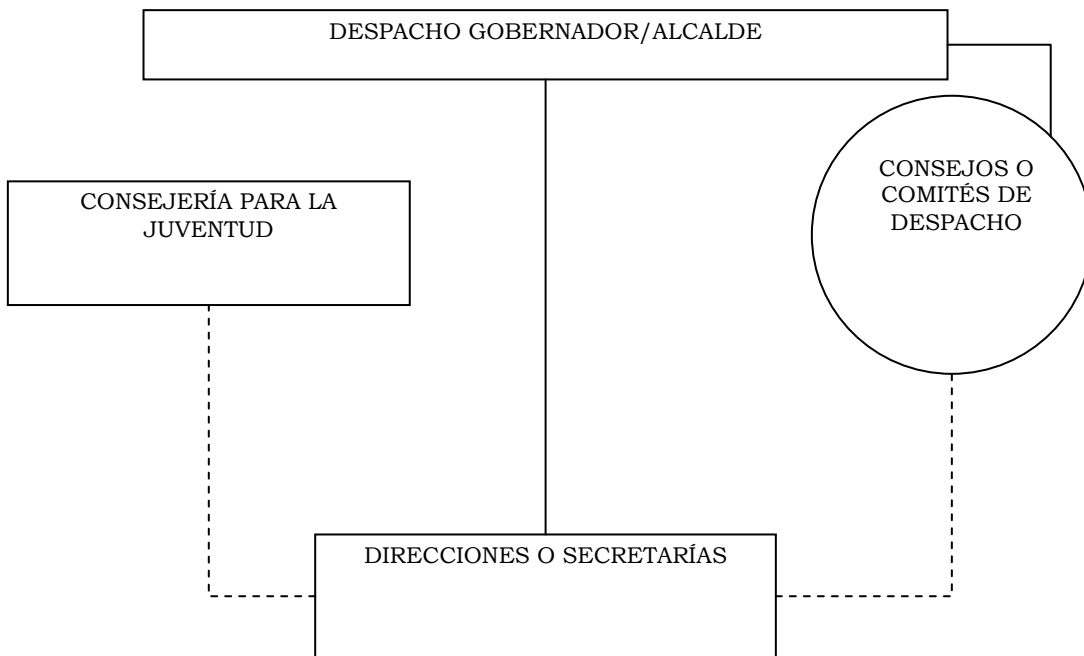 DESPACHO GOBERNADOR/ALCALDE
CONSEJOS O
COMITÉS DE
DESPACHO
CONSEJERÍA PARA LA
JUVENTUD
DIRECCIONES O SECRETARÍAS